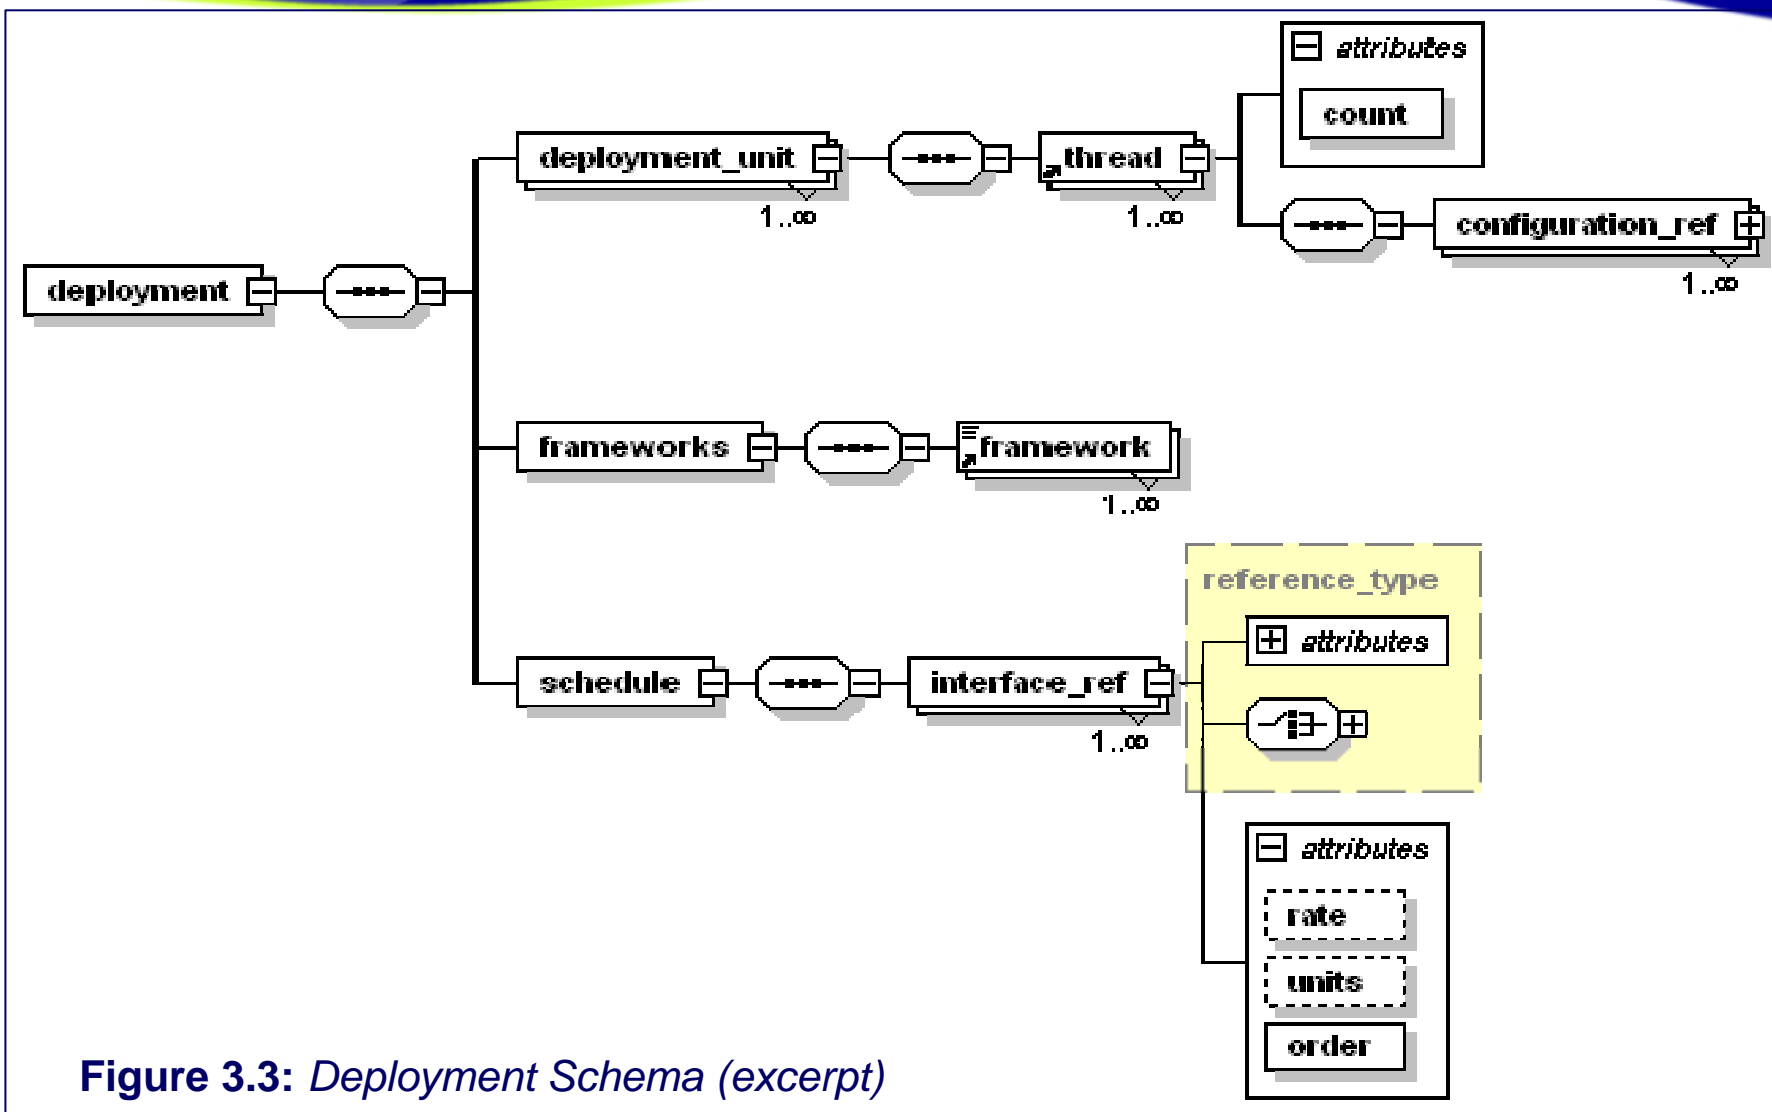 attributes
count
deployment_unit
1..∞
thread
1..∞
configuration_ref
1..∞
deployment
frameworks
framework
1..∞
reference_type
attributes
schedule
interface_ref
1..∞
attributes
rate
units
order
Figure 3.3: Deployment Schema (excerpt)